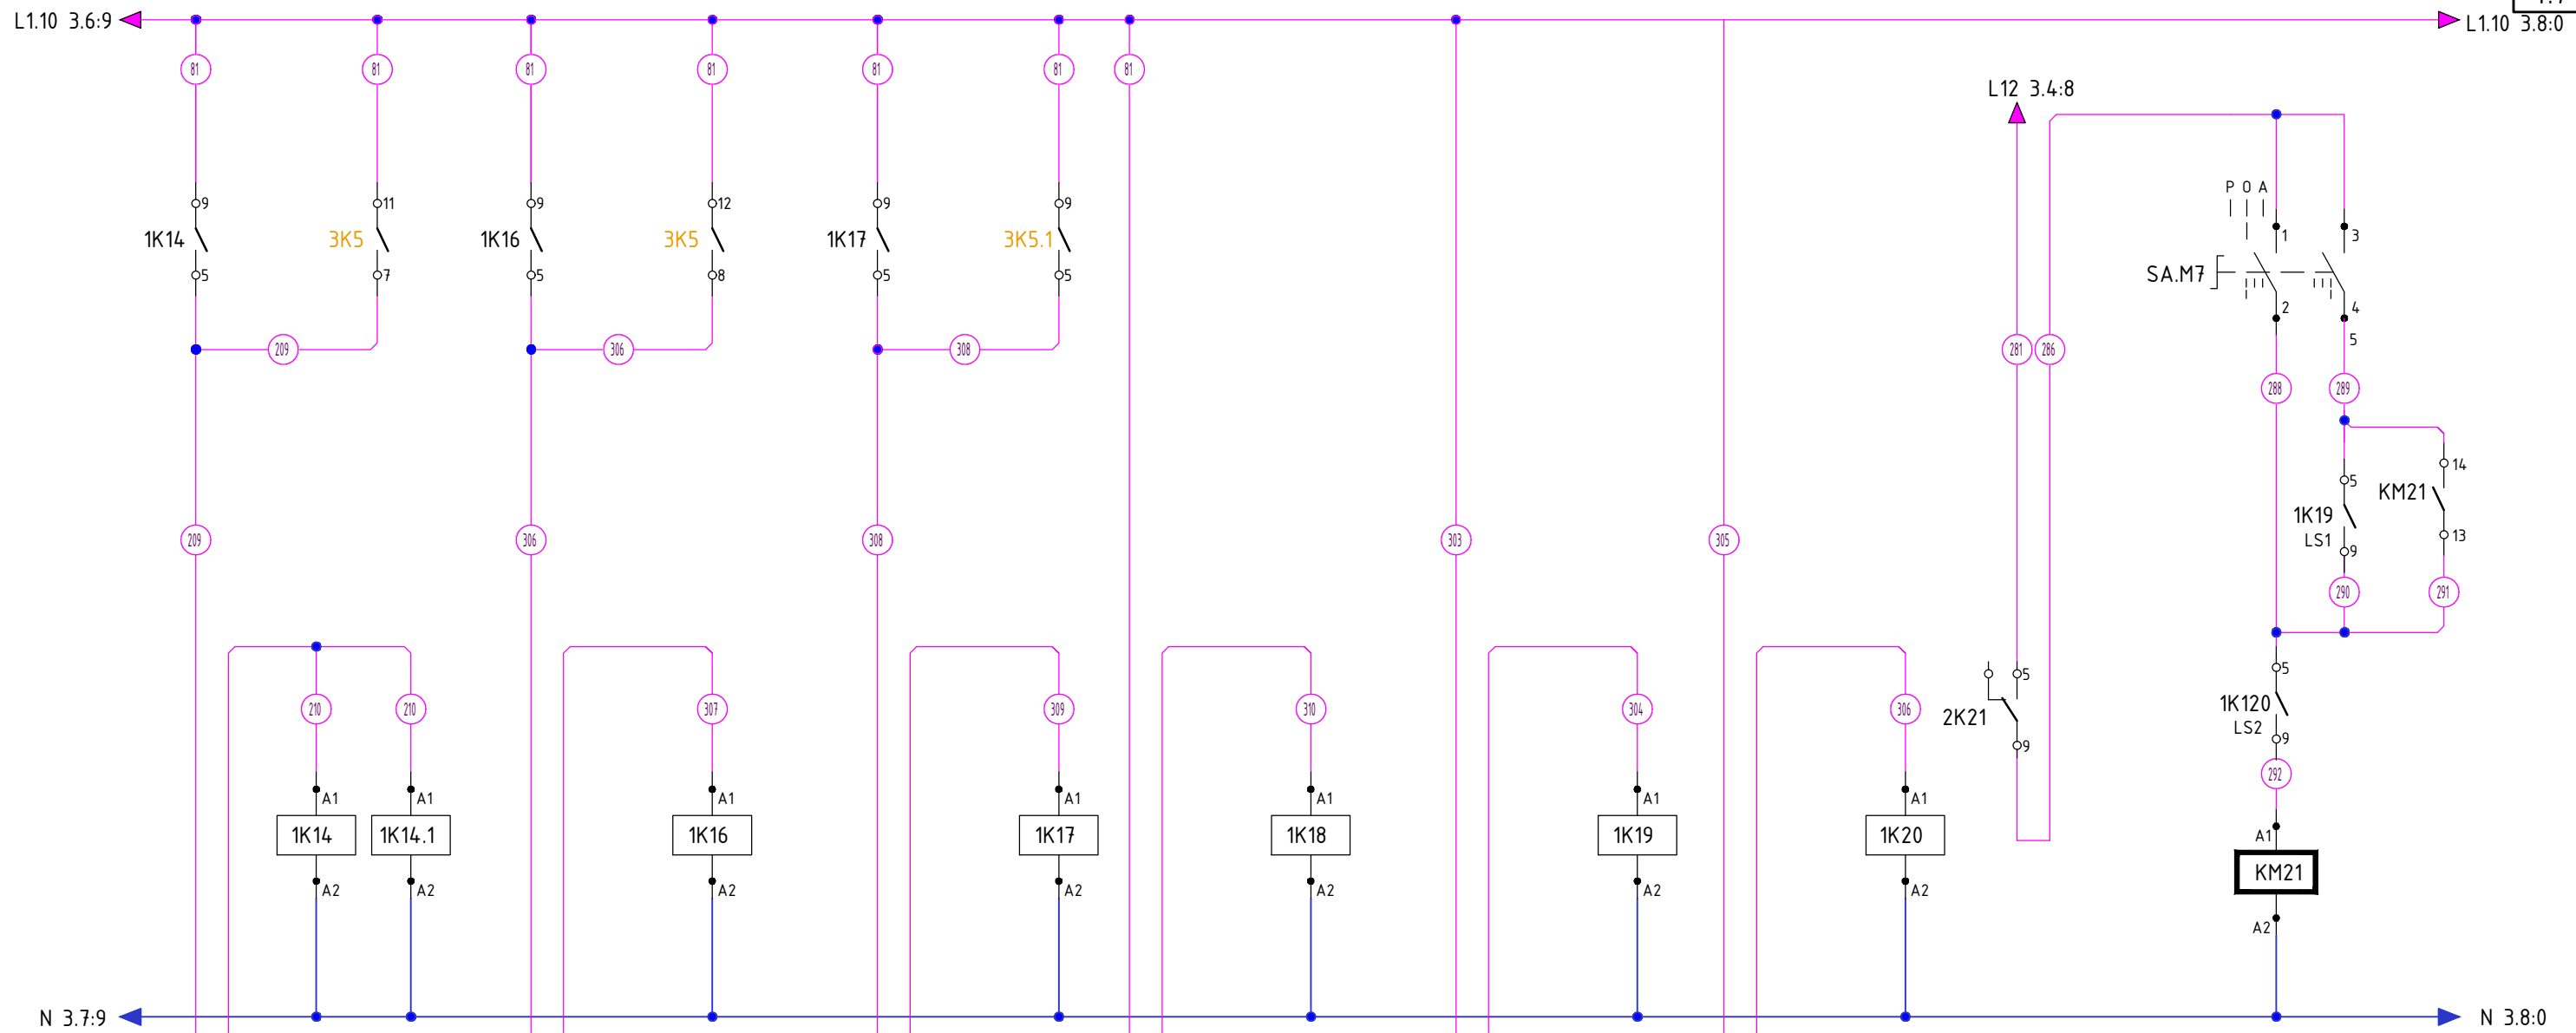 L1.10 3.6:9
L1.10 3.8:0
81 81 81 81 81 81 81
L12 3.4:8
P O A
9 11 9 12 9 9
1 3
1K14 3K5 1K16 3K5 1K17 3K5.1
SA.M7
5 7 5 8 5 5
2 4
5
209 306 308 281 286
288 289
14
5 KM21
1K19
LS1
13
9
209 306 308 303 305
290 291
5
2K21
9
5
1K120
LS2
9
210 210 307 309 310 304 306
292
A1 A1 A1 A1 A1 A1 A1
A1
1K14 1K14.1 1K16 1K17 1K18 1K19 1K20
KM21
A2 A2 A2 A2 A2 A2 A2
A2
N 3.7:9
N 3.8:0